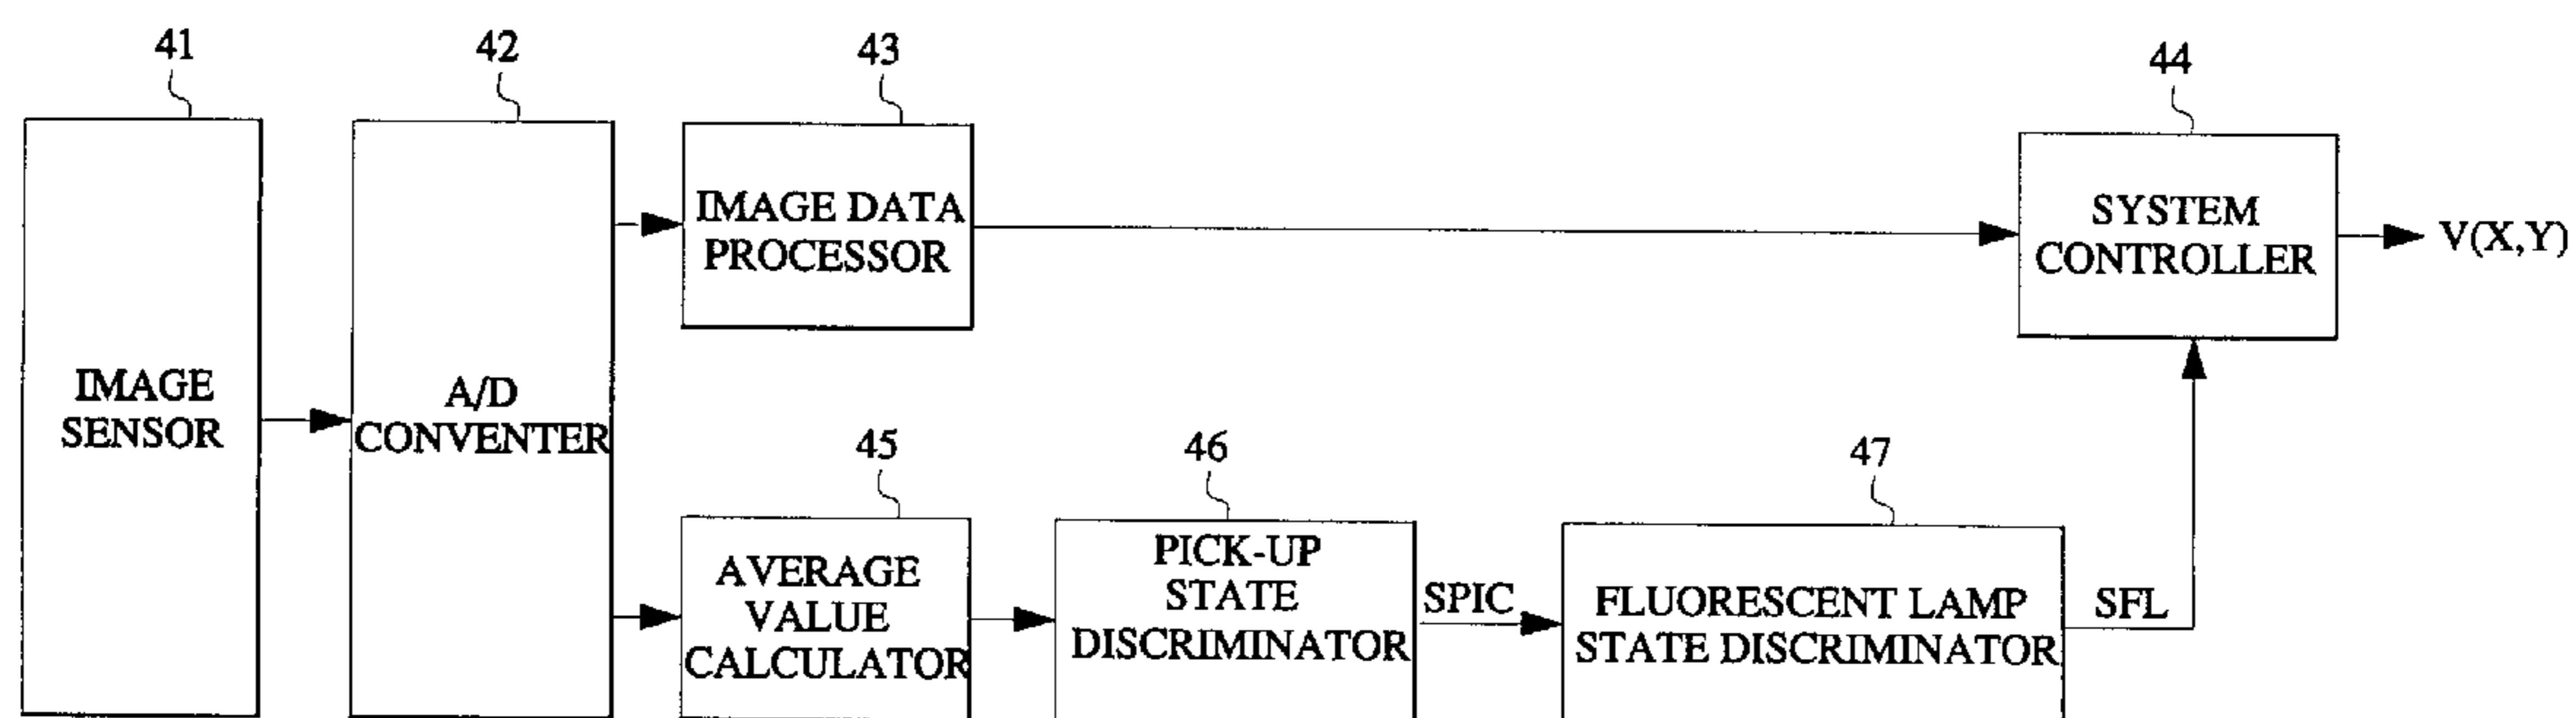 41
42
43
44
IMAGE DATA
PROCESSOR
SYSTEM
CONTROLLER
V(X,Y)
IMAGE
SENSOR
A/D
CONVENTER
45
46
47
AVERAGE
VALUE
CALCULATOR
PICK-UP
STATE
DISCRIMINATOR
SPIC
FLUORESCENT LAMP
STATE DISCRIMINATOR
SFL